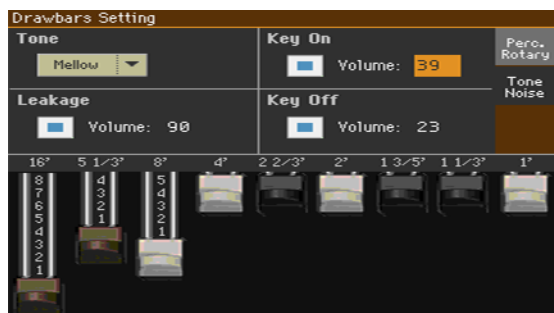 Drawbars Setting
Tone
Mellow
Key On
Volume: 39
Perc.
Rotary
Tone
Noise
Leakage
Volume: 90
Key Off
Volume: 23
16' 5 1/3' 8' 4' 2 2/3' 2' 1 3/5' 1 1/3' 1'
8 4 5
7 3 4
6 2 3
5 1 2
4 1
3
2
1